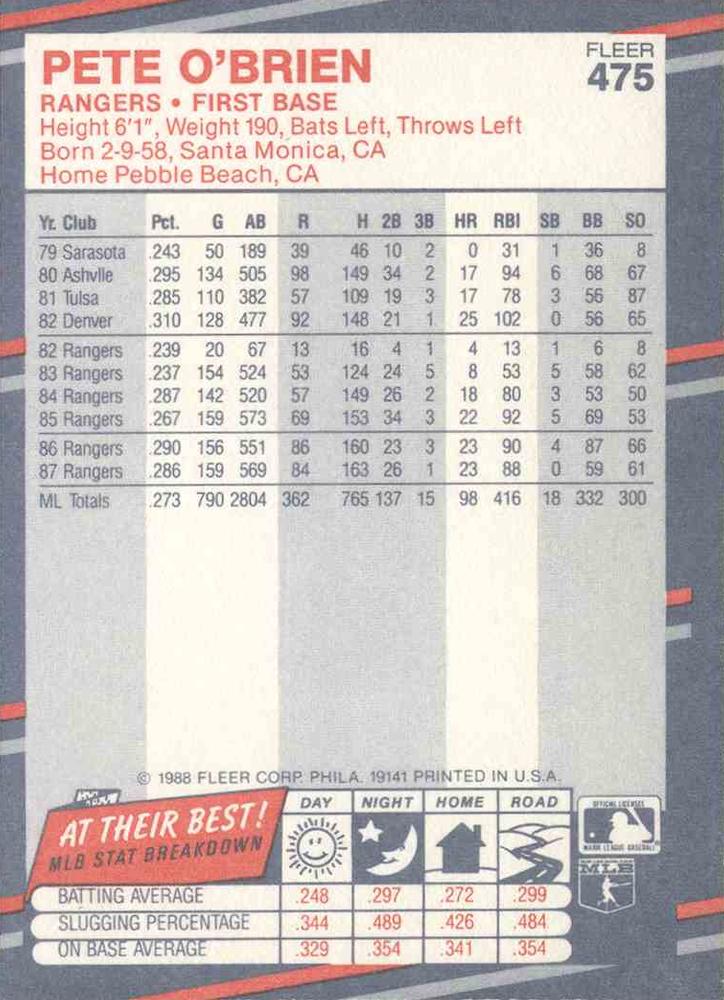 PETE O'BRIEN
FLEER
475
RANGERS • FIRST BASE
Height 6'1", Weight 190, Bats Left, Throws Left
Born 2-9-58, Santa Monica, CA
Home Pebble Beach, CA
Yr. Club Pct. G AB R H 2B 3B HR RBI SB BB SO
79 Sarasota .243 50 189 39 46 10 2 0 31 1 36 8
80 Ashvlle .295 134 505 98 149 34 2 17 94 6 68 67
81 Tulsa .285 110 382 57 109 19 3 17 78 3 56 87
82 Denver .310 128 477 92 148 21 1 25 102 0 56 65
82 Rangers .239 20 67 13 16 4 1 4 13 1 6 8
83 Rangers .237 154 524 53 124 24 5 8 53 5 58 62
84 Rangers .287 142 520 57 149 26 2 18 80 3 53 50
85 Rangers .267 159 573 69 153 34 3 22 92 5 69 53
86 Rangers .290 156 551 86 160 23 3 23 90 4 87 66
87 Rangers .286 159 569 84 163 26 1 23 88 0 59 61
ML Totals .273 790 2804 362 765 137 15 98 416 18 332 300
© 1988 FLEER CORP. PHILA. 19141 PRINTED IN U.S.A.
AT THEIR BEST!
MLB STAT BREAKDOWN
DAY NIGHT HOME ROAD
OFFICIAL LICENSEE
MAJOR LEAGUE BASEBALL
MLB
BATTING AVERAGE .248 .297 .272 .299
SLUGGING PERCENTAGE .344 .489 .426 .484
ON BASE AVERAGE .329 .354 .341 .354